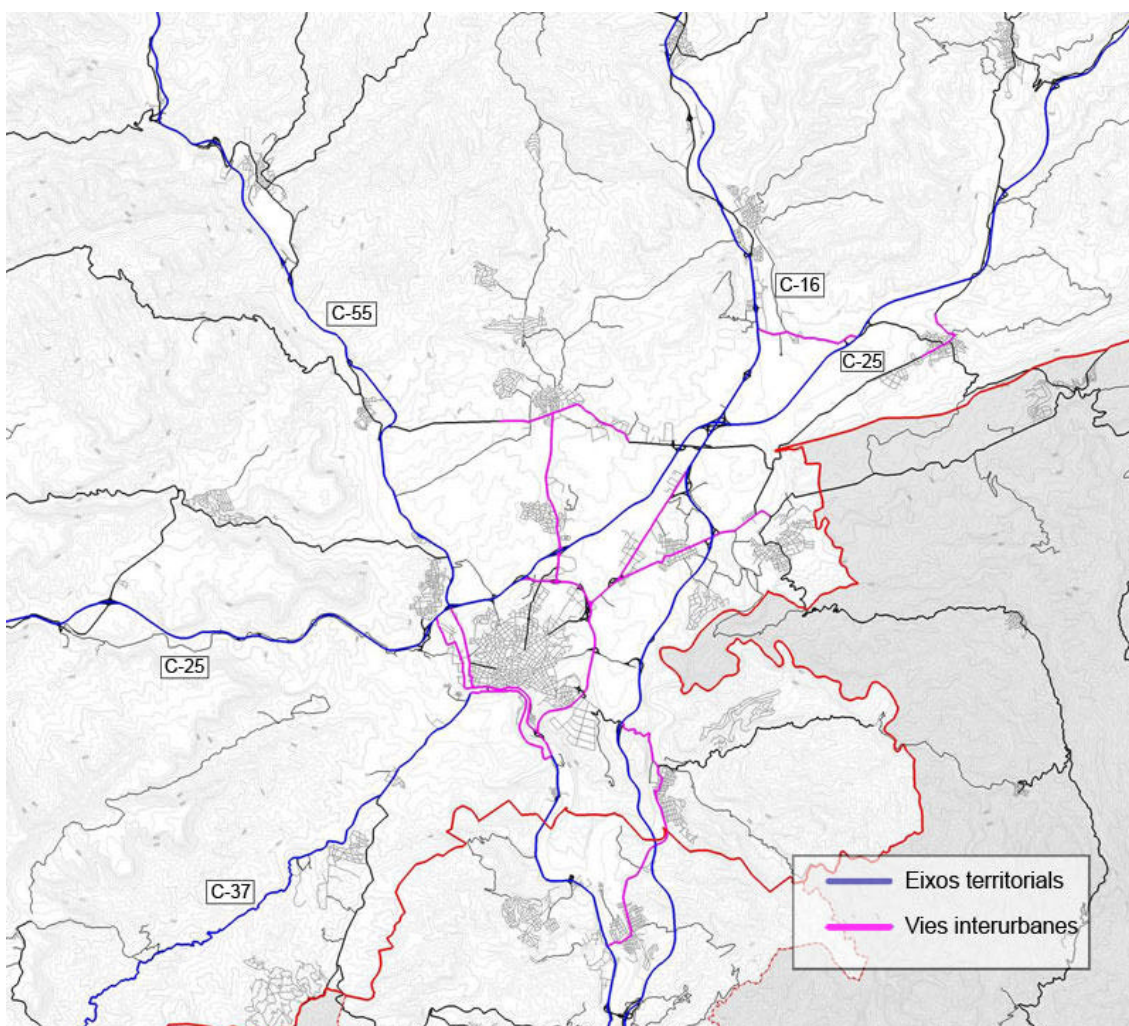 C-16
C-55
C-25
C-25
C-37
Eixos territorials
Vies interurbanes